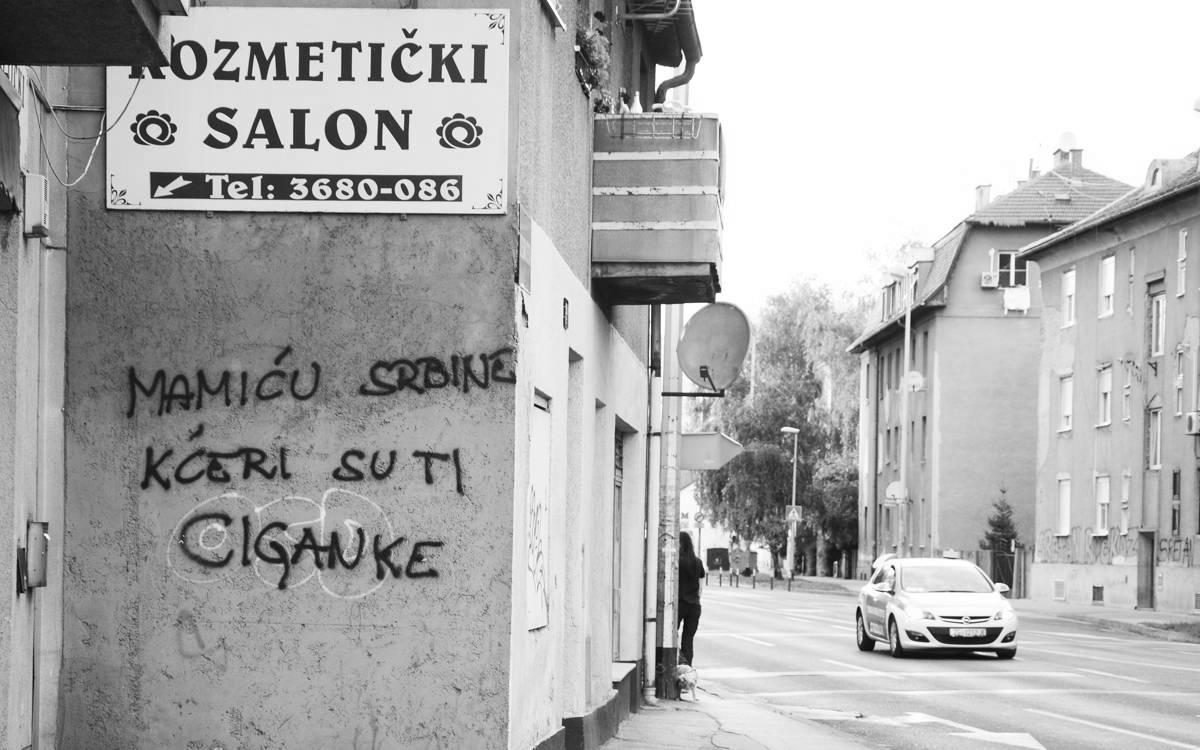 KOZMETIČKI
SALON
Tel: 3680-086
MAMIĆU SRBINE
KĆERI SU TI
CIGANKE